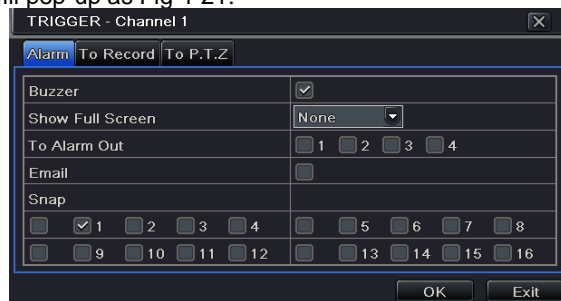 ill pop-up as Fig 4-21:
TRIGGER - Channel 1
Alarm To Record To P.T.Z
Buzzer
Show Full Screen None
To Alarm Out 1 2 3 4
Email
Snap
1 2 3 4 5 6 7 8
9 10 11 12 13 14 15 16
OK Exit